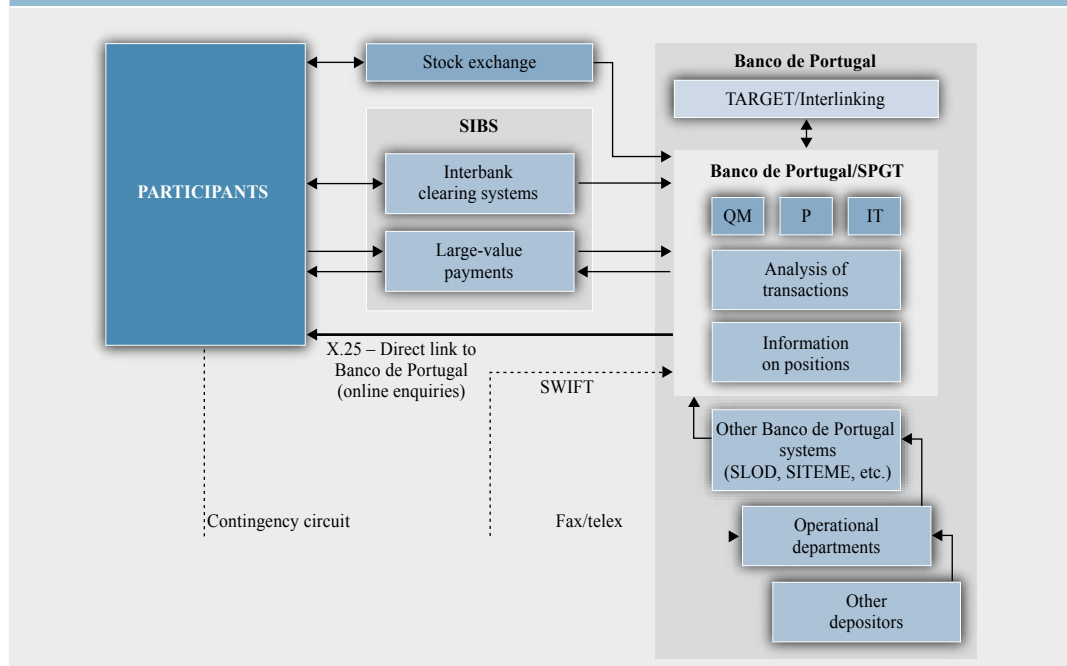 PARTICIPANTS
Stock exchange
SIBS
Interbank
clearing systems
Large-value
payments
X.25 – Direct link to
Banco de Portugal
(online enquiries)
SWIFT
Contingency circuit
Fax/telex
Banco de Portugal
TARGET/Interlinking
Banco de Portugal/SPGT
QM
P
IT
Analysis of
transactions
Information
on positions
Other Banco de Portugal
systems
(SLOD, SITEME, etc.)
Operational
departments
Other
depositors